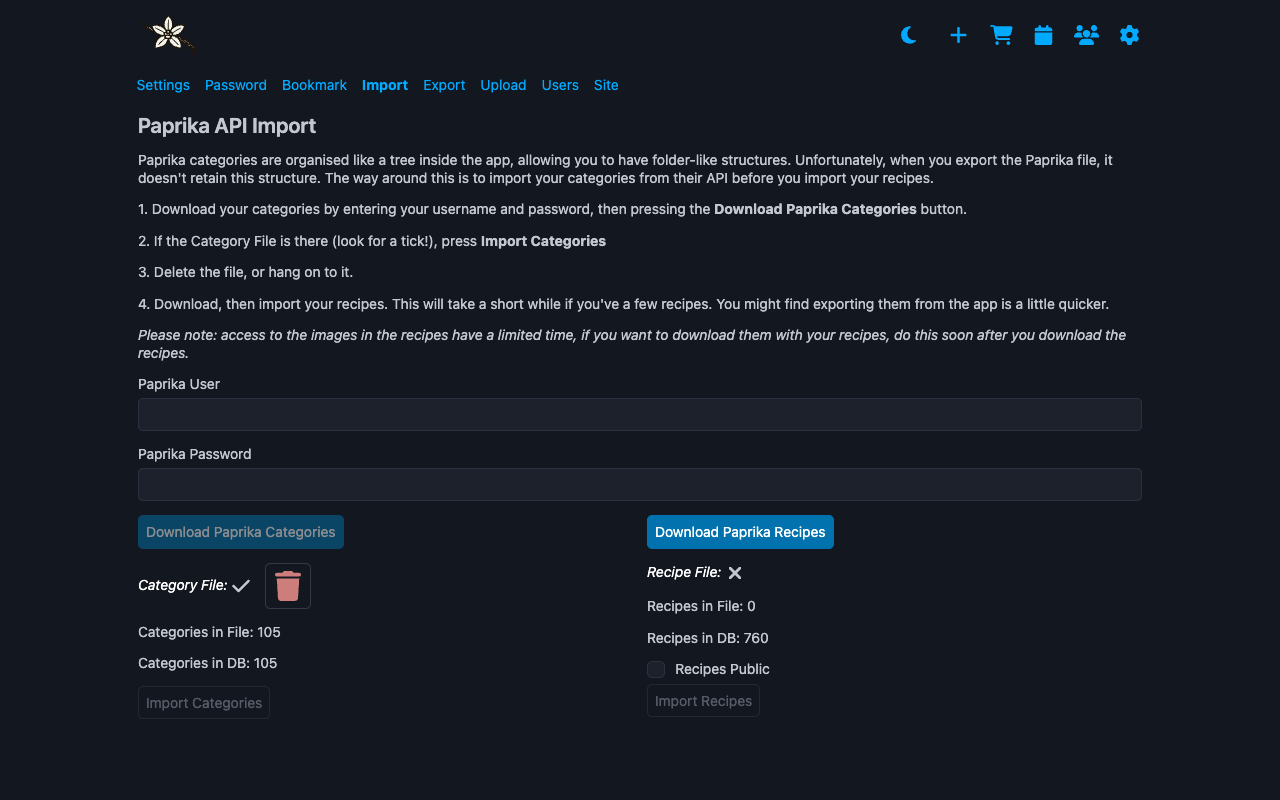 Settings Password Bookmark Import Export Upload Users Site
Paprika API Import
Paprika categories are organised like a tree inside the app, allowing you to have folder-like structures. Unfortunately, when you export the Paprika file, it
doesn't retain this structure. The way around this is to import your categories from their API before you import your recipes.
1. Download your categories by entering your username and password, then pressing the Download Paprika Categories button.
2. If the Category File is there (look for a tick!), press Import Categories
3. Delete the file, or hang on to it.
4. Download, then import your recipes. This will take a short while if you've a few recipes. You might find exporting them from the app is a little quicker.
Please note: access to the images in the recipes have a limited time, if you want to download them with your recipes, do this soon after you download the
recipes.
Paprika User
Paprika Password
Download Paprika Categories
Category File:
Categories in File: 105
Categories in DB: 105
Import Categories
Download Paprika Recipes
Recipe File:
Recipes in File: 0
Recipes in DB: 760
Recipes Public
Import Recipes